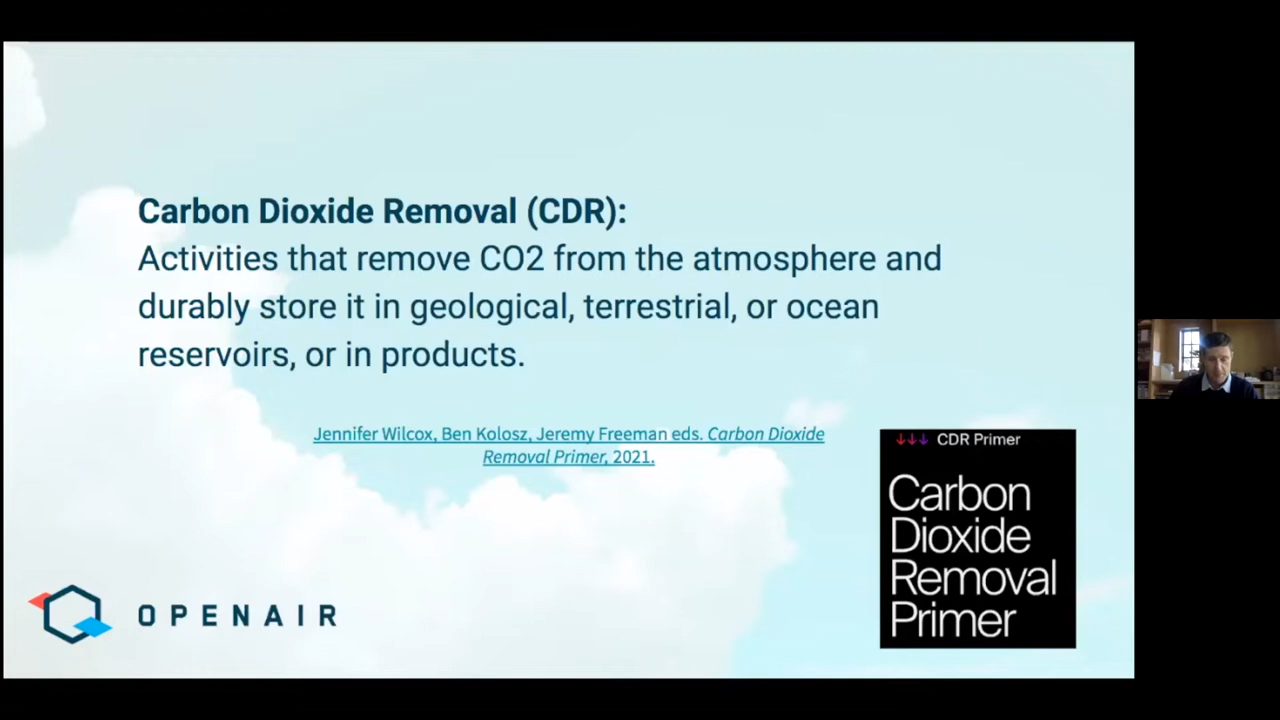 Carbon Dioxide Removal (CDR):
Activities that remove CO2 from the atmosphere and
durably store it in geological, terrestrial, or ocean
reservoirs, or in products.
Jennifer Wilcox, Ben Kolosz, Jeremy Freeman eds. Carbon Dioxide
Removal Primer, 2021.
↓↓↓ CDR Primer
Carbon
Dioxide
Removal
Primer
OPENAIR